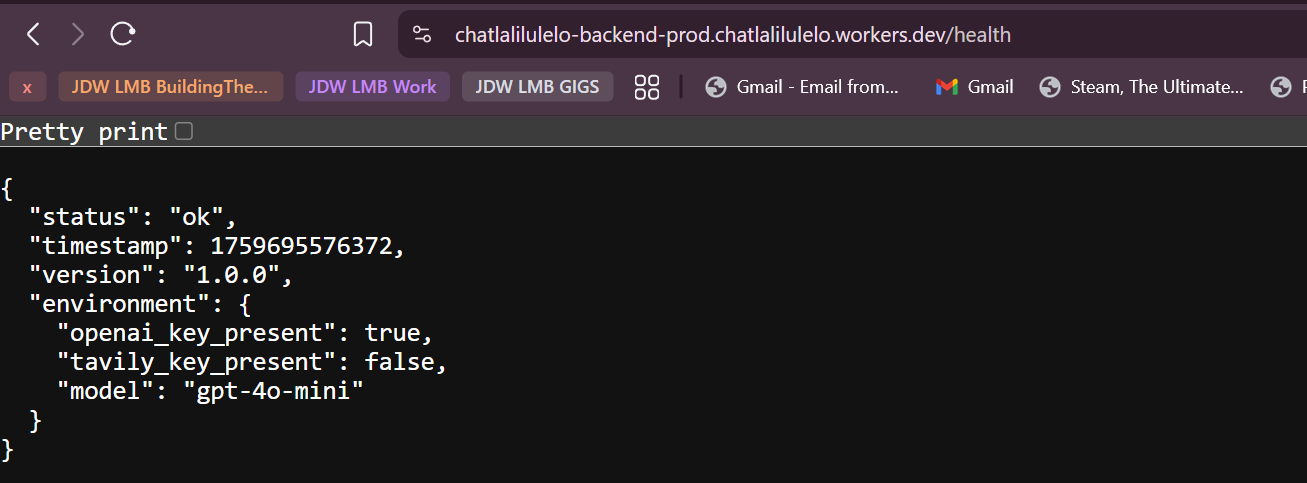 chatlalilulelo-backend-prod.chatlalilulelo.workers.dev/health
x JDW LMB BuildingThe... JDW LMB Work JDW LMB GIGS Gmail - Email from... Gmail Steam, The Ultimate...
Pretty print
{
  "status": "ok",
  "timestamp": 1759695576372,
  "version": "1.0.0",
  "environment": {
    "openai_key_present": true,
    "tavily_key_present": false,
    "model": "gpt-4o-mini"
  }
}